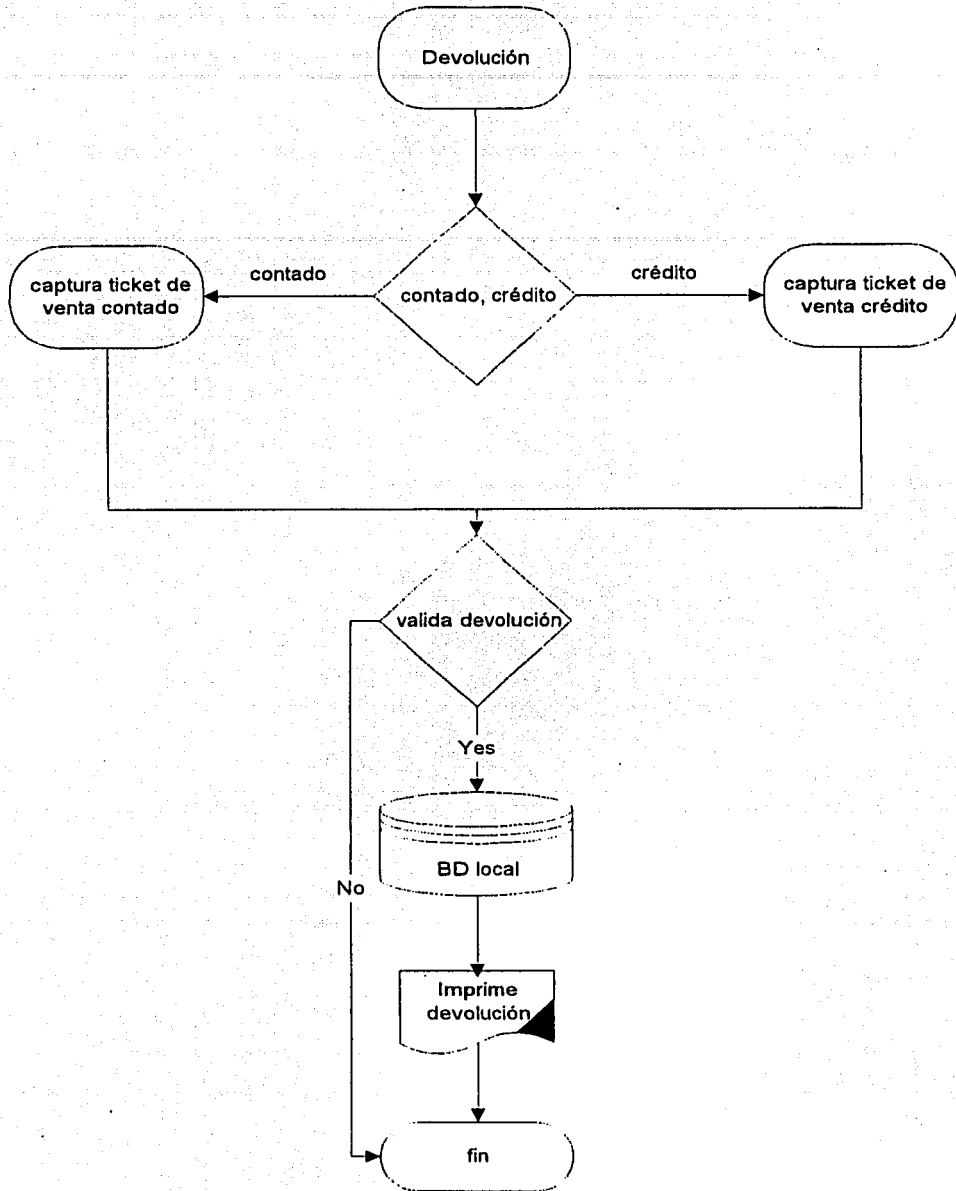 Devolución
contado
contado, crédito
crédito
captura ticket de
venta contado
captura ticket de
venta crédito
valida devolución
Yes
No
BD local
Imprime
devolución
fin